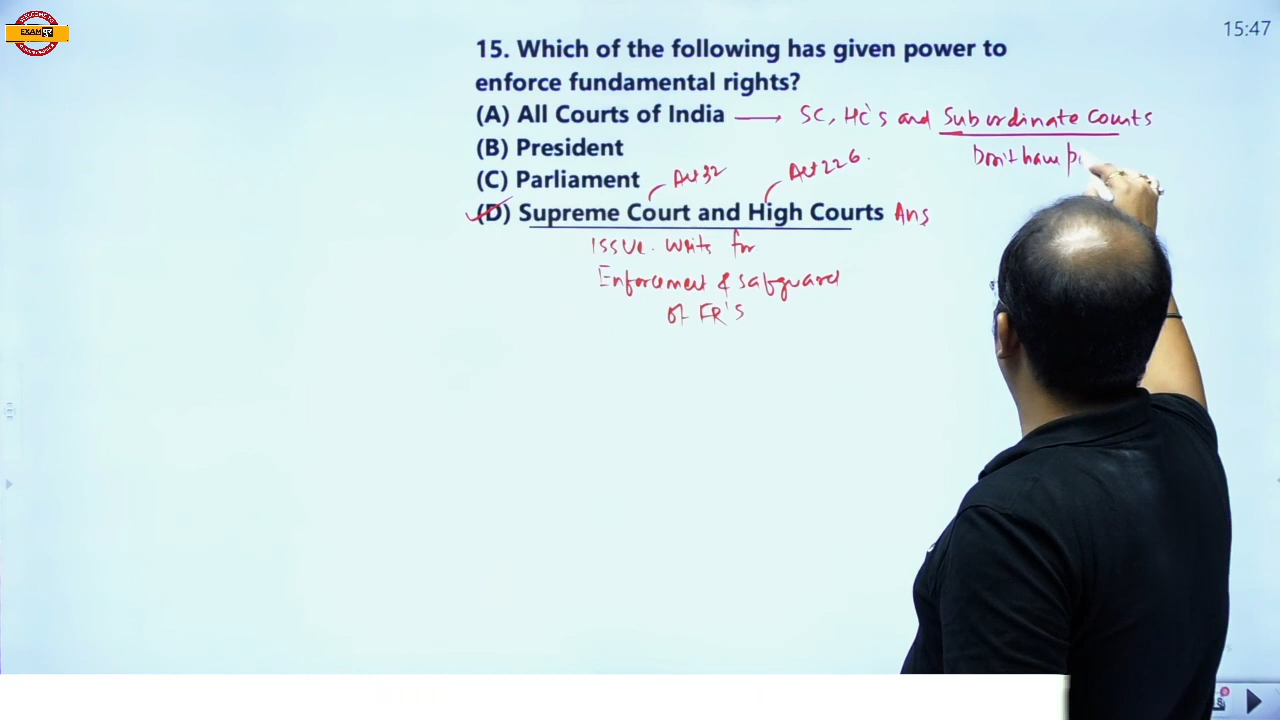 EXAM
15:47
15. Which of the following has given power to
enforce fundamental rights?
(A) All Courts of India → SC, HC's and Subordinate Courts
Don't have
(B) President
(C) Parliament
Art 32
Art 226.
(D) Supreme Court and High Courts Ans
Issue. writs for
Enforcement & Safguard
of FR's